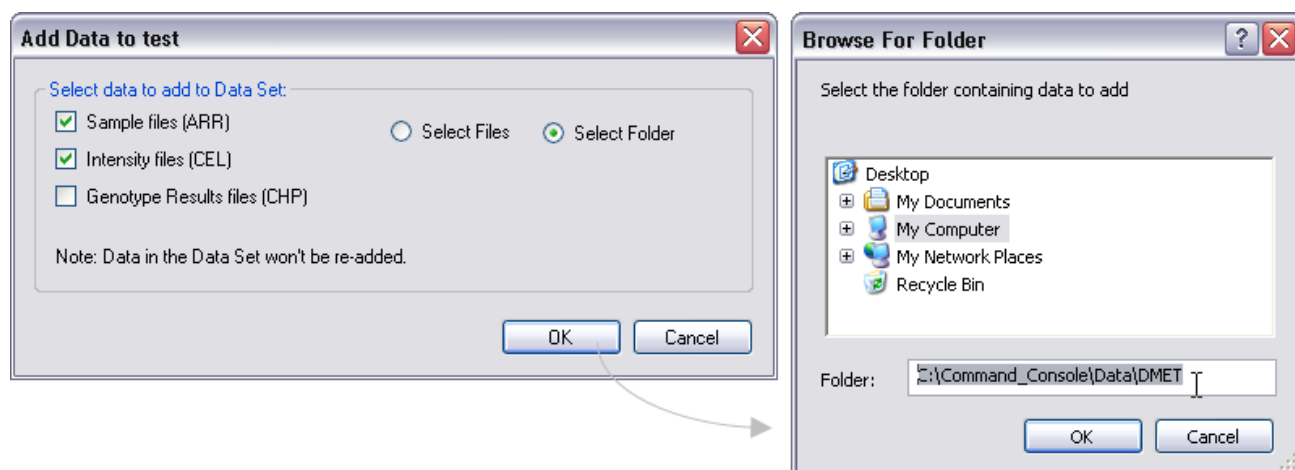 Add Data to test
Select data to add to Data Set:
Sample files (ARR)
Select Files
Select Folder
Intensity files (CEL)
Genotype Results files (CHP)
Note: Data in the Data Set won't be re-added.
OK
Cancel
Browse For Folder
?
Select the folder containing data to add
Desktop
My Documents
My Computer
My Network Places
Recycle Bin
Folder: C:\Command_Console\Data\DMET
OK
Cancel